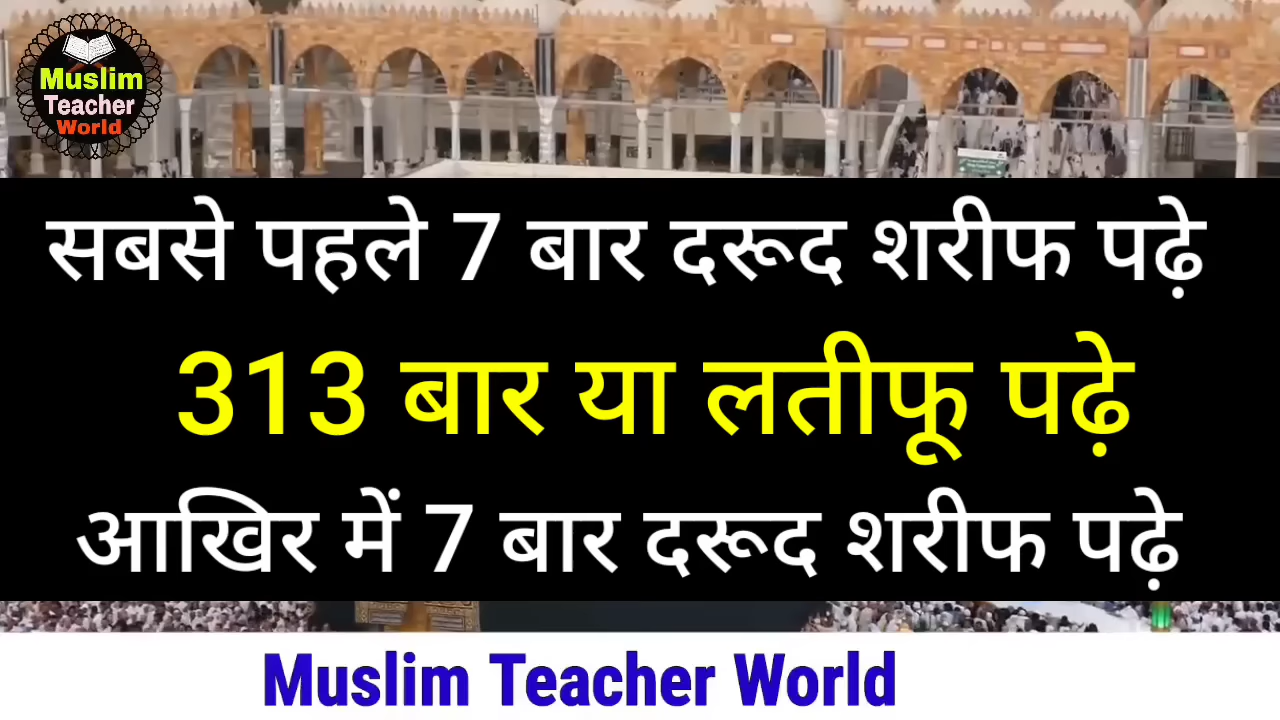 Muslim
Teacher
World
सबसे पहले 7 बार दरूद शरीफ पढ़े
313 बार या लतीफू पढ़े
आखिर में 7 बार दरूद शरीफ पढ़े
Muslim Teacher World